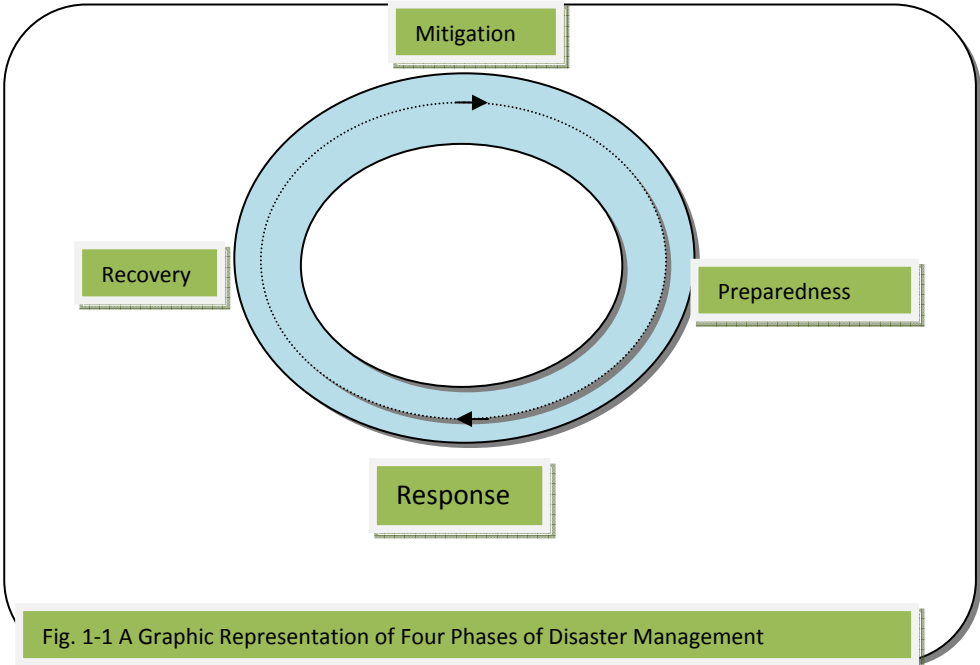 Mitigation
Recovery
Preparedness
Response
Fig. 1-1 A Graphic Representation of Four Phases of Disaster Management